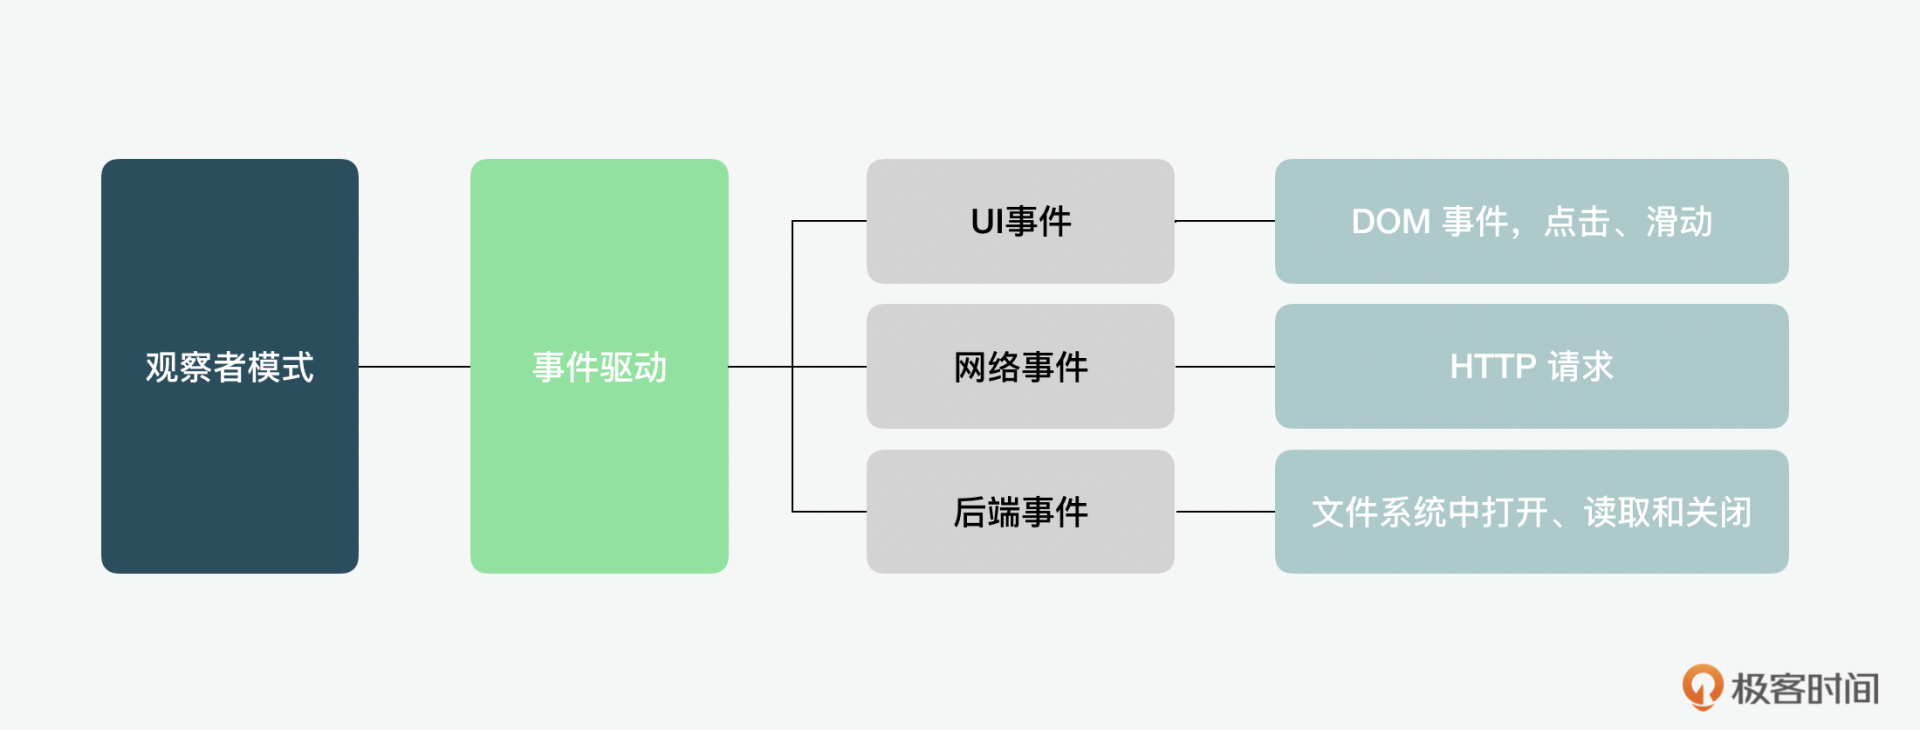 观察者模式
事件驱动
UI事件
DOM 事件，点击、滑动
网络事件
HTTP 请求
后端事件
文件系统中打开、读取和关闭
极客时间